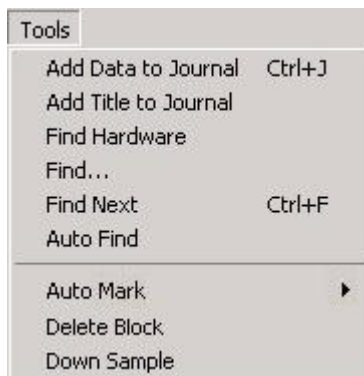 Tools
Add Data to Journal Ctrl+J
Add Title to Journal
Find Hardware
Find...
Find Next Ctrl+F
Auto Find
Auto Mark
Delete Block
Down Sample